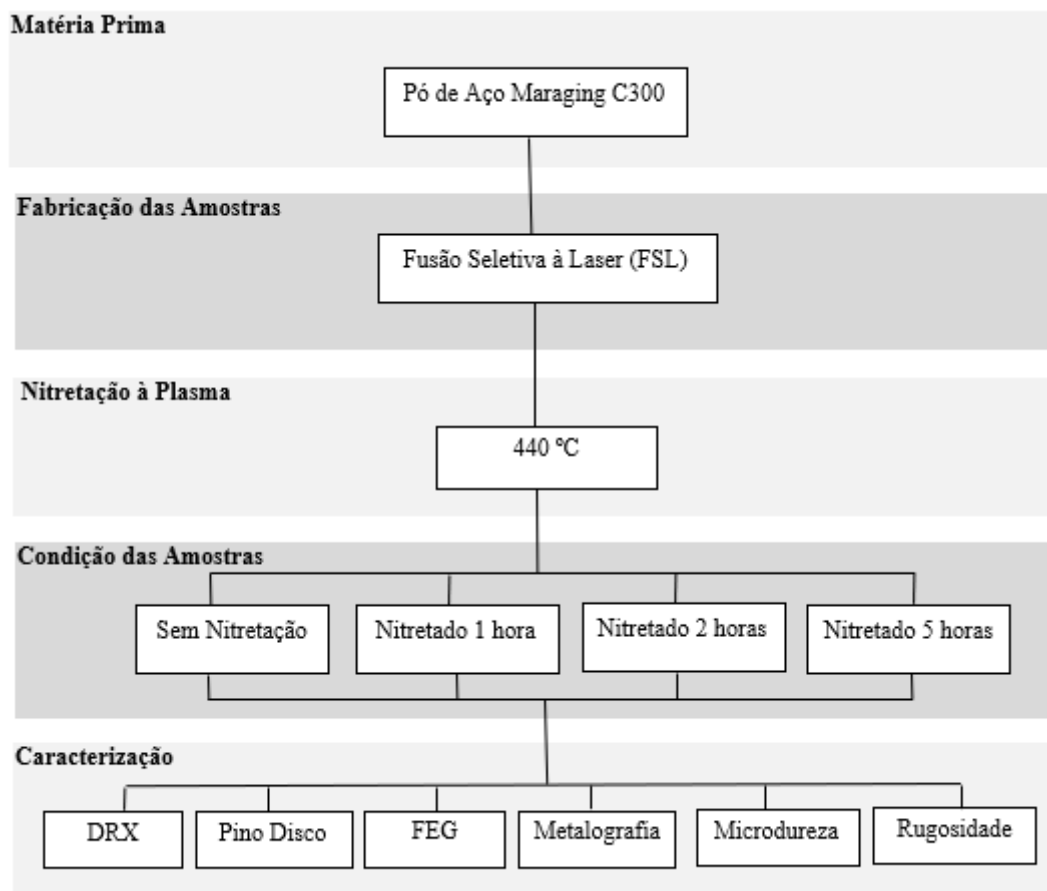 Matéria Prima
Pó de Aço Maraging C300
Fabricação das Amostras
Fusão Seletiva à Laser (FSL)
Nitretação à Plasma
440 ºC
Condição das Amostras
Sem Nitretação
Nitretado 1 hora
Nitretado 2 horas
Nitretado 5 horas
Caracterização
DRX
Pino Disco
FEG
Metalografia
Microdureza
Rugosidade